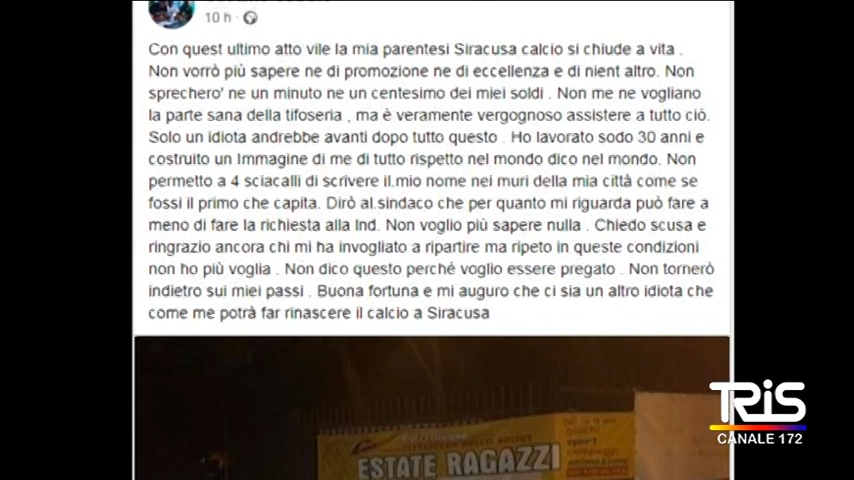 10 h
Con quest ultimo atto vile la mia parentesi Siracusa calcio si chiude a vita .
Non vorrò più sapere ne di promozione ne di eccellenza e di nient altro. Non
sprechero' ne un minuto ne un centesimo dei miei soldi . Non me ne vogliano
la parte sana della tifoseria , ma è veramente vergognoso assistere a tutto ciò.
Solo un idiota andrebbe avanti dopo tutto questo . Ho lavorato sodo 30 anni e
costruito un Immagine di me di tutto rispetto nel mondo dico nel mondo. Non
permetto a 4 sciacalli di scrivere il.mio nome nei muri della mia città come se
fossi il primo che capita. Dirò al.sindaco che per quanto mi riguarda può fare a
meno di fare la richiesta alla lnd. Non voglio più sapere nulla . Chiedo scusa e
ringrazio ancora chi mi ha invogliato a ripartire ma ripeto in queste condizioni
non ho più voglia . Non dico questo perché voglio essere pregato . Non tornerò
indietro sui miei passi . Buona fortuna e mi auguro che ci sia un altro idiota che
come me potrà far rinascere il calcio a Siracusa
SPORT
ESTATE RAGAZZI
giochi
sport
campeggi
TRIS
CANALE 172